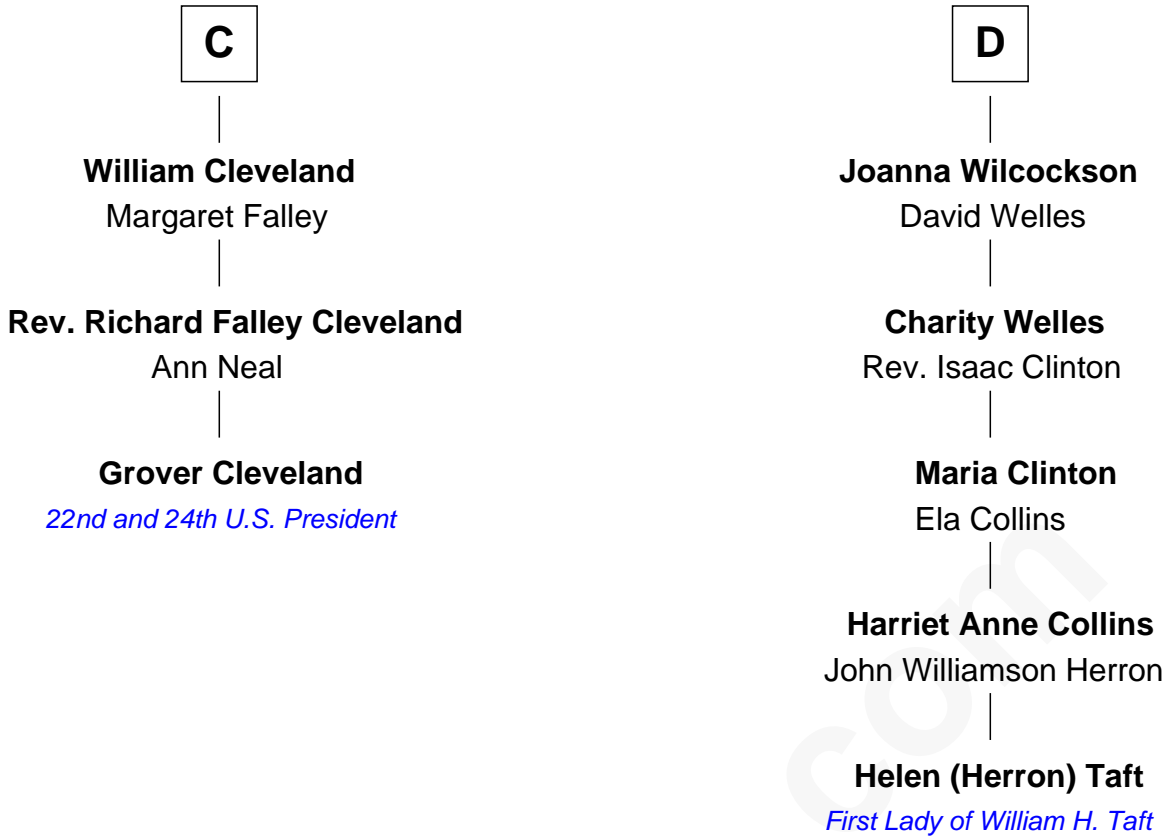 C
William Cleveland
Margaret Falley
Rev. Richard Falley Cleveland
Ann Neal
Grover Cleveland
22nd and 24th U.S. President
D
Joanna Wilcockson
David Welles
Charity Welles
Rev. Isaac Clinton
Maria Clinton
Ela Collins
Harriet Anne Collins
John Williamson Herron
Helen (Herron) Taft
First Lady of William H. Taft
com